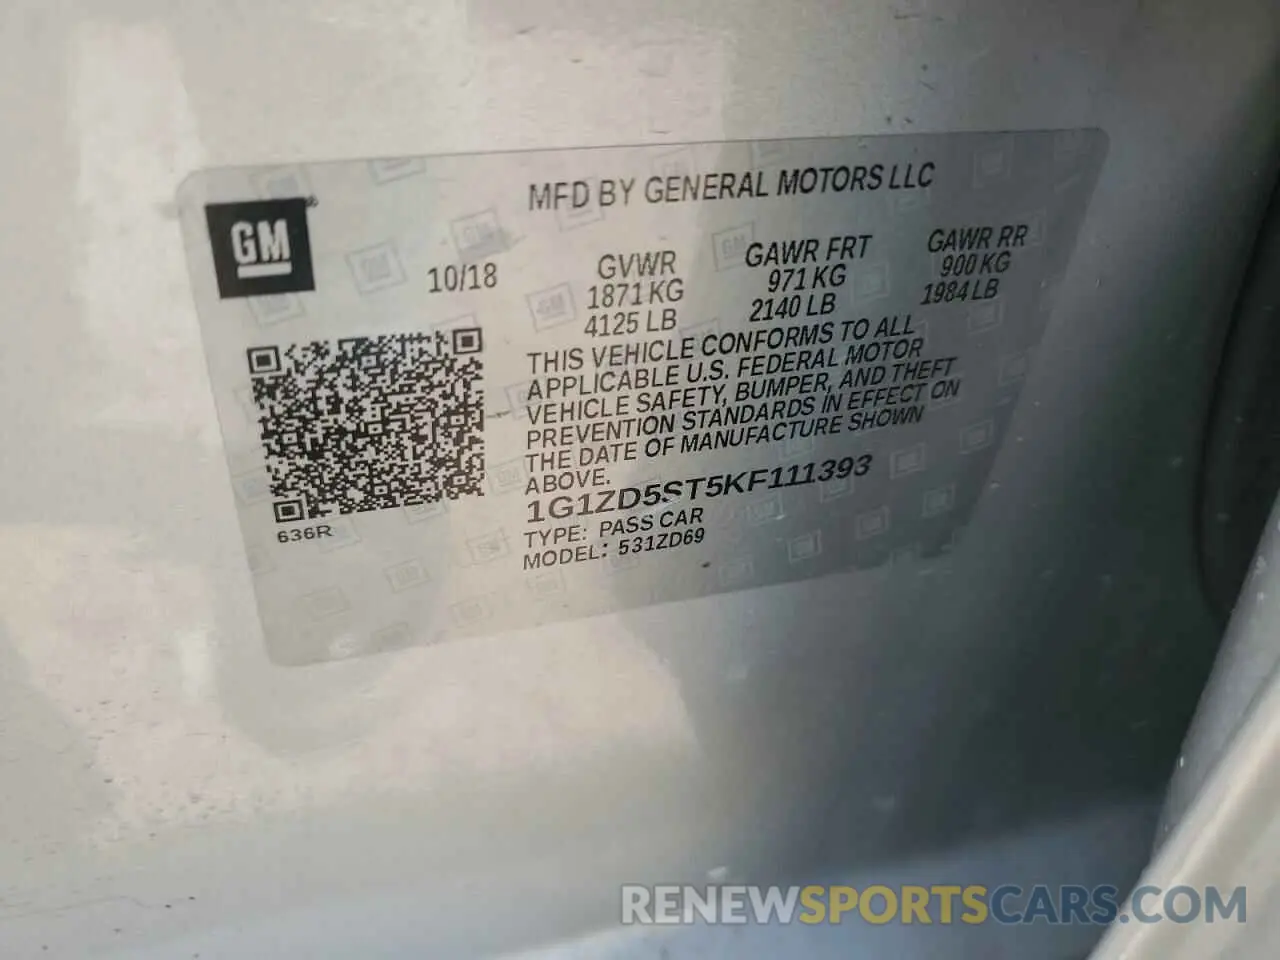 MFD BY GENERAL MOTORS LLC
GM®
10/18
GVWR
1871 KG
4125 LB
GAWR FRT
971 KG
2140 LB
GAWR RR
900 KG
1984 LB
THIS VEHICLE CONFORMS TO ALL
APPLICABLE U.S. FEDERAL MOTOR
VEHICLE SAFETY, BUMPER, AND THEFT
PREVENTION STANDARDS IN EFFECT ON
THE DATE OF MANUFACTURE SHOWN
ABOVE.
1G1ZD5ST5KF111393
TYPE: PASS CAR
MODEL: 531ZD69
636R
RENEWSPORTSCARS.COM